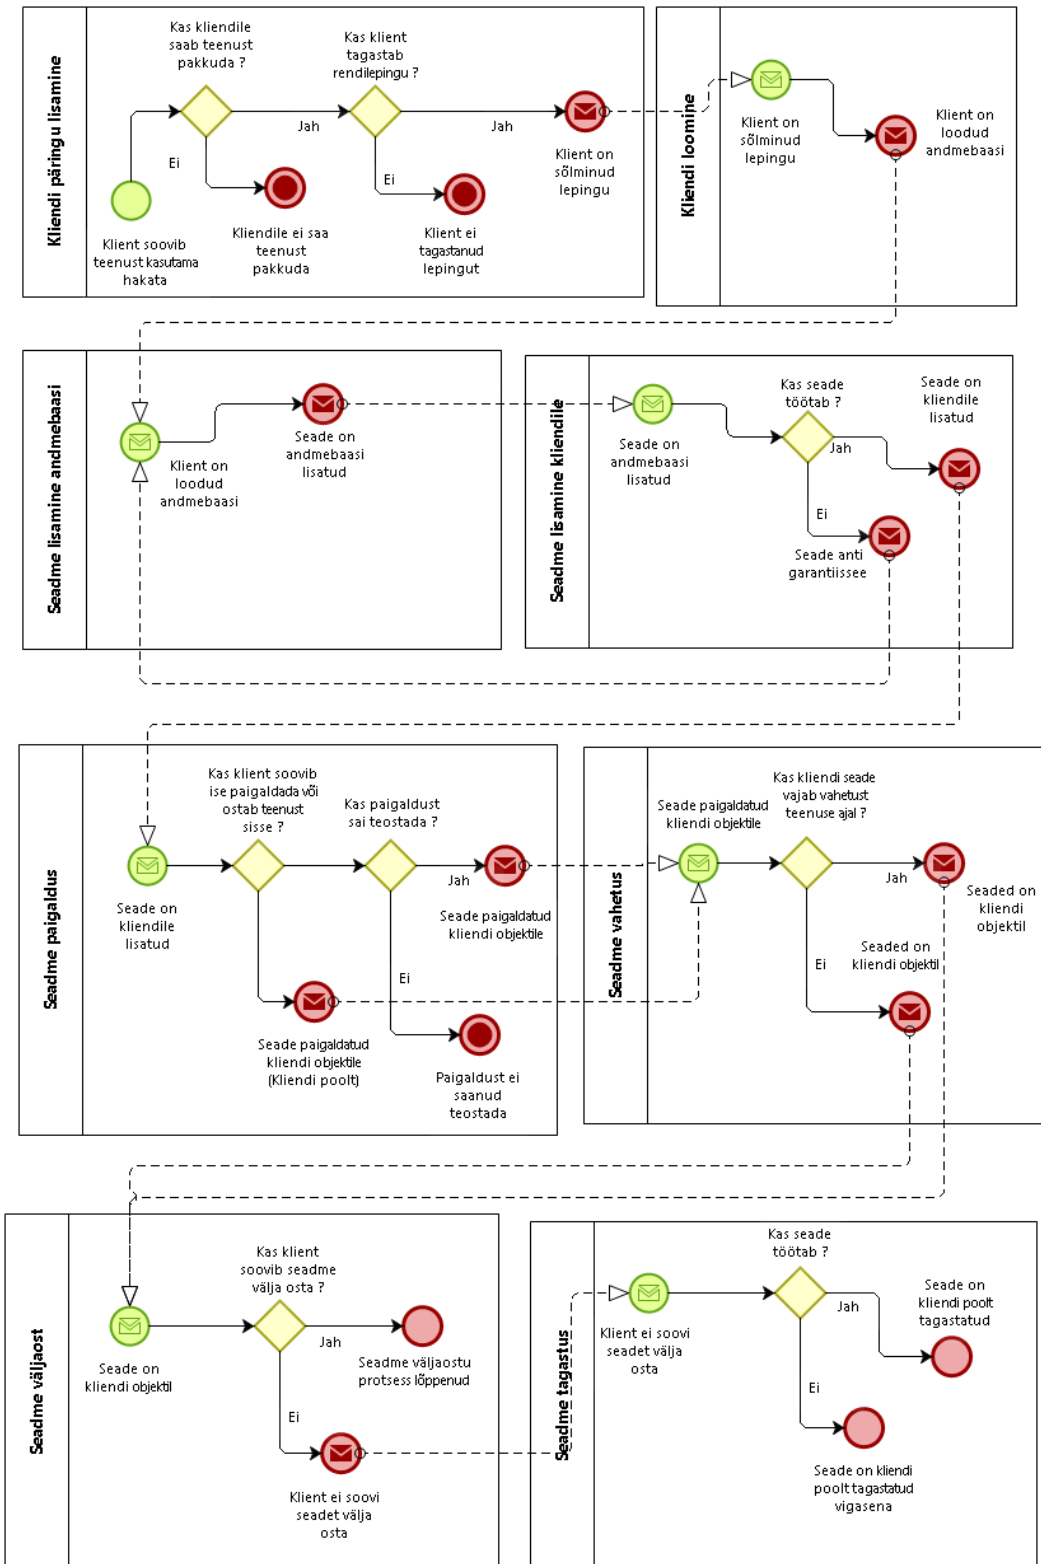 Kliendi päringu lisamine
Kas kliendile
saab teenust
pakkuda ?
Kas klient
tagastab
rendilepingu ?
Jah
Jah
Ei
Ei
Klient soovib
teenust kasutama
hakata
Kliendile ei saa
teenust
pakkuda
Klient ei
tagastanud
lepingut
Klient on
sõlminud
lepingu
Kliendi loomine
Klient on
sõlminud
lepingu
Klient on
loodud
andmebaasi
Seadme lisamine andmebaasi
Klient on
loodud
andmebaasi
Seade on
andmebaasi
lisatud
Seadme lisamine kliendile
Seade on
andmebaasi
lisatud
Kas seade
töötab ?
Jah
Ei
Seade on
kliendile
lisatud
Seade anti
garantiissee
Seadme paigaldus
Seade on
kliendile
lisatud
Kas klient soovib
ise paigaldada või
ostab teenust
sisse ?
Kas paigaldust
sai teostada ?
Jah
Ei
Seade paigaldatud
kliendi objektile
Seade paigaldatud
kliendi objektile
(Kliendi poolt)
Paigaldust ei
saanud
teostada
Seadme vahetus
Seade paigaldatud
kliendi objektile
Kas kliendi seade
vajab vahetust
teenuse ajal ?
Jah
Ei
Seaded on
kliendi
objektil
Seaded on
kliendi objektil
Seadme väljaost
Seade on
kliendi objektil
Kas klient
soovib seadme
välja osta ?
Jah
Ei
Seadme väljaostu
protsess lõppenud
Klient ei soovi
seadet välja
osta
Seadme tagastus
Klient ei soovi
seadet välja
osta
Kas seade
töötab ?
Jah
Ei
Seade on
kliendi poolt
tagastatud
Seade on kliendi
poolt tagastatud
vigasena